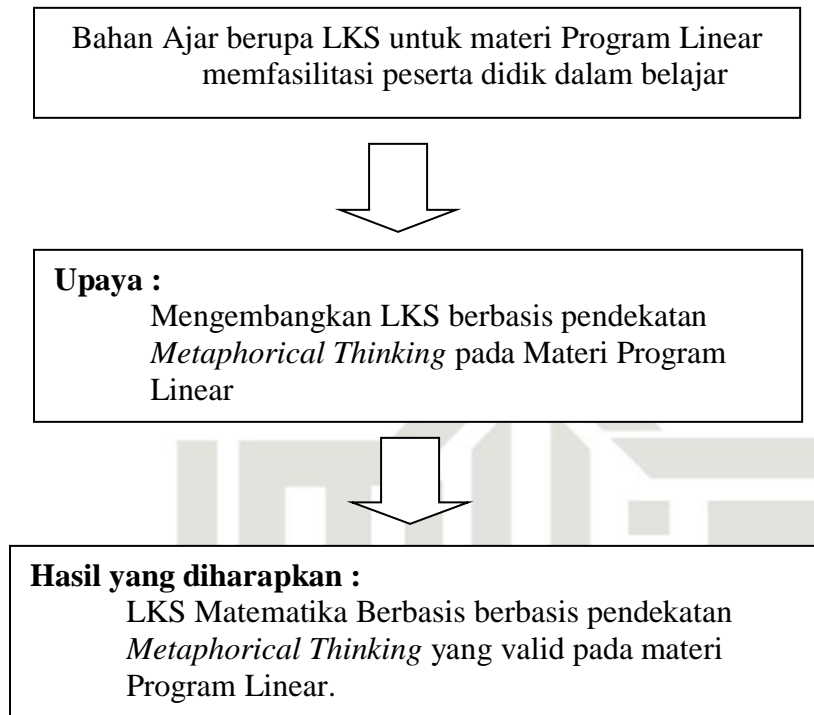 Bahan Ajar berupa LKS untuk materi Program Linear
memfasilitasi peserta didik dalam belajar
Upaya :
Mengembangkan LKS berbasis pendekatan
Metaphorical Thinking pada Materi Program
Linear
Hasil yang diharapkan :
LKS Matematika Berbasis berbasis pendekatan
Metaphorical Thinking yang valid pada materi
Program Linear.